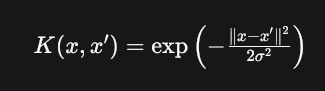 K(x, x′) = exp(−‖x−x′‖²/2σ²)